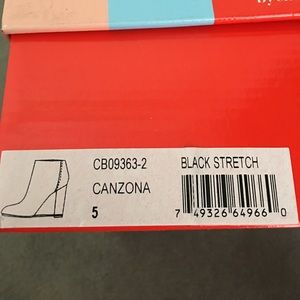 CB09363-2
BLACK STRETCH
CANZONA
5
7 49326 64966 0